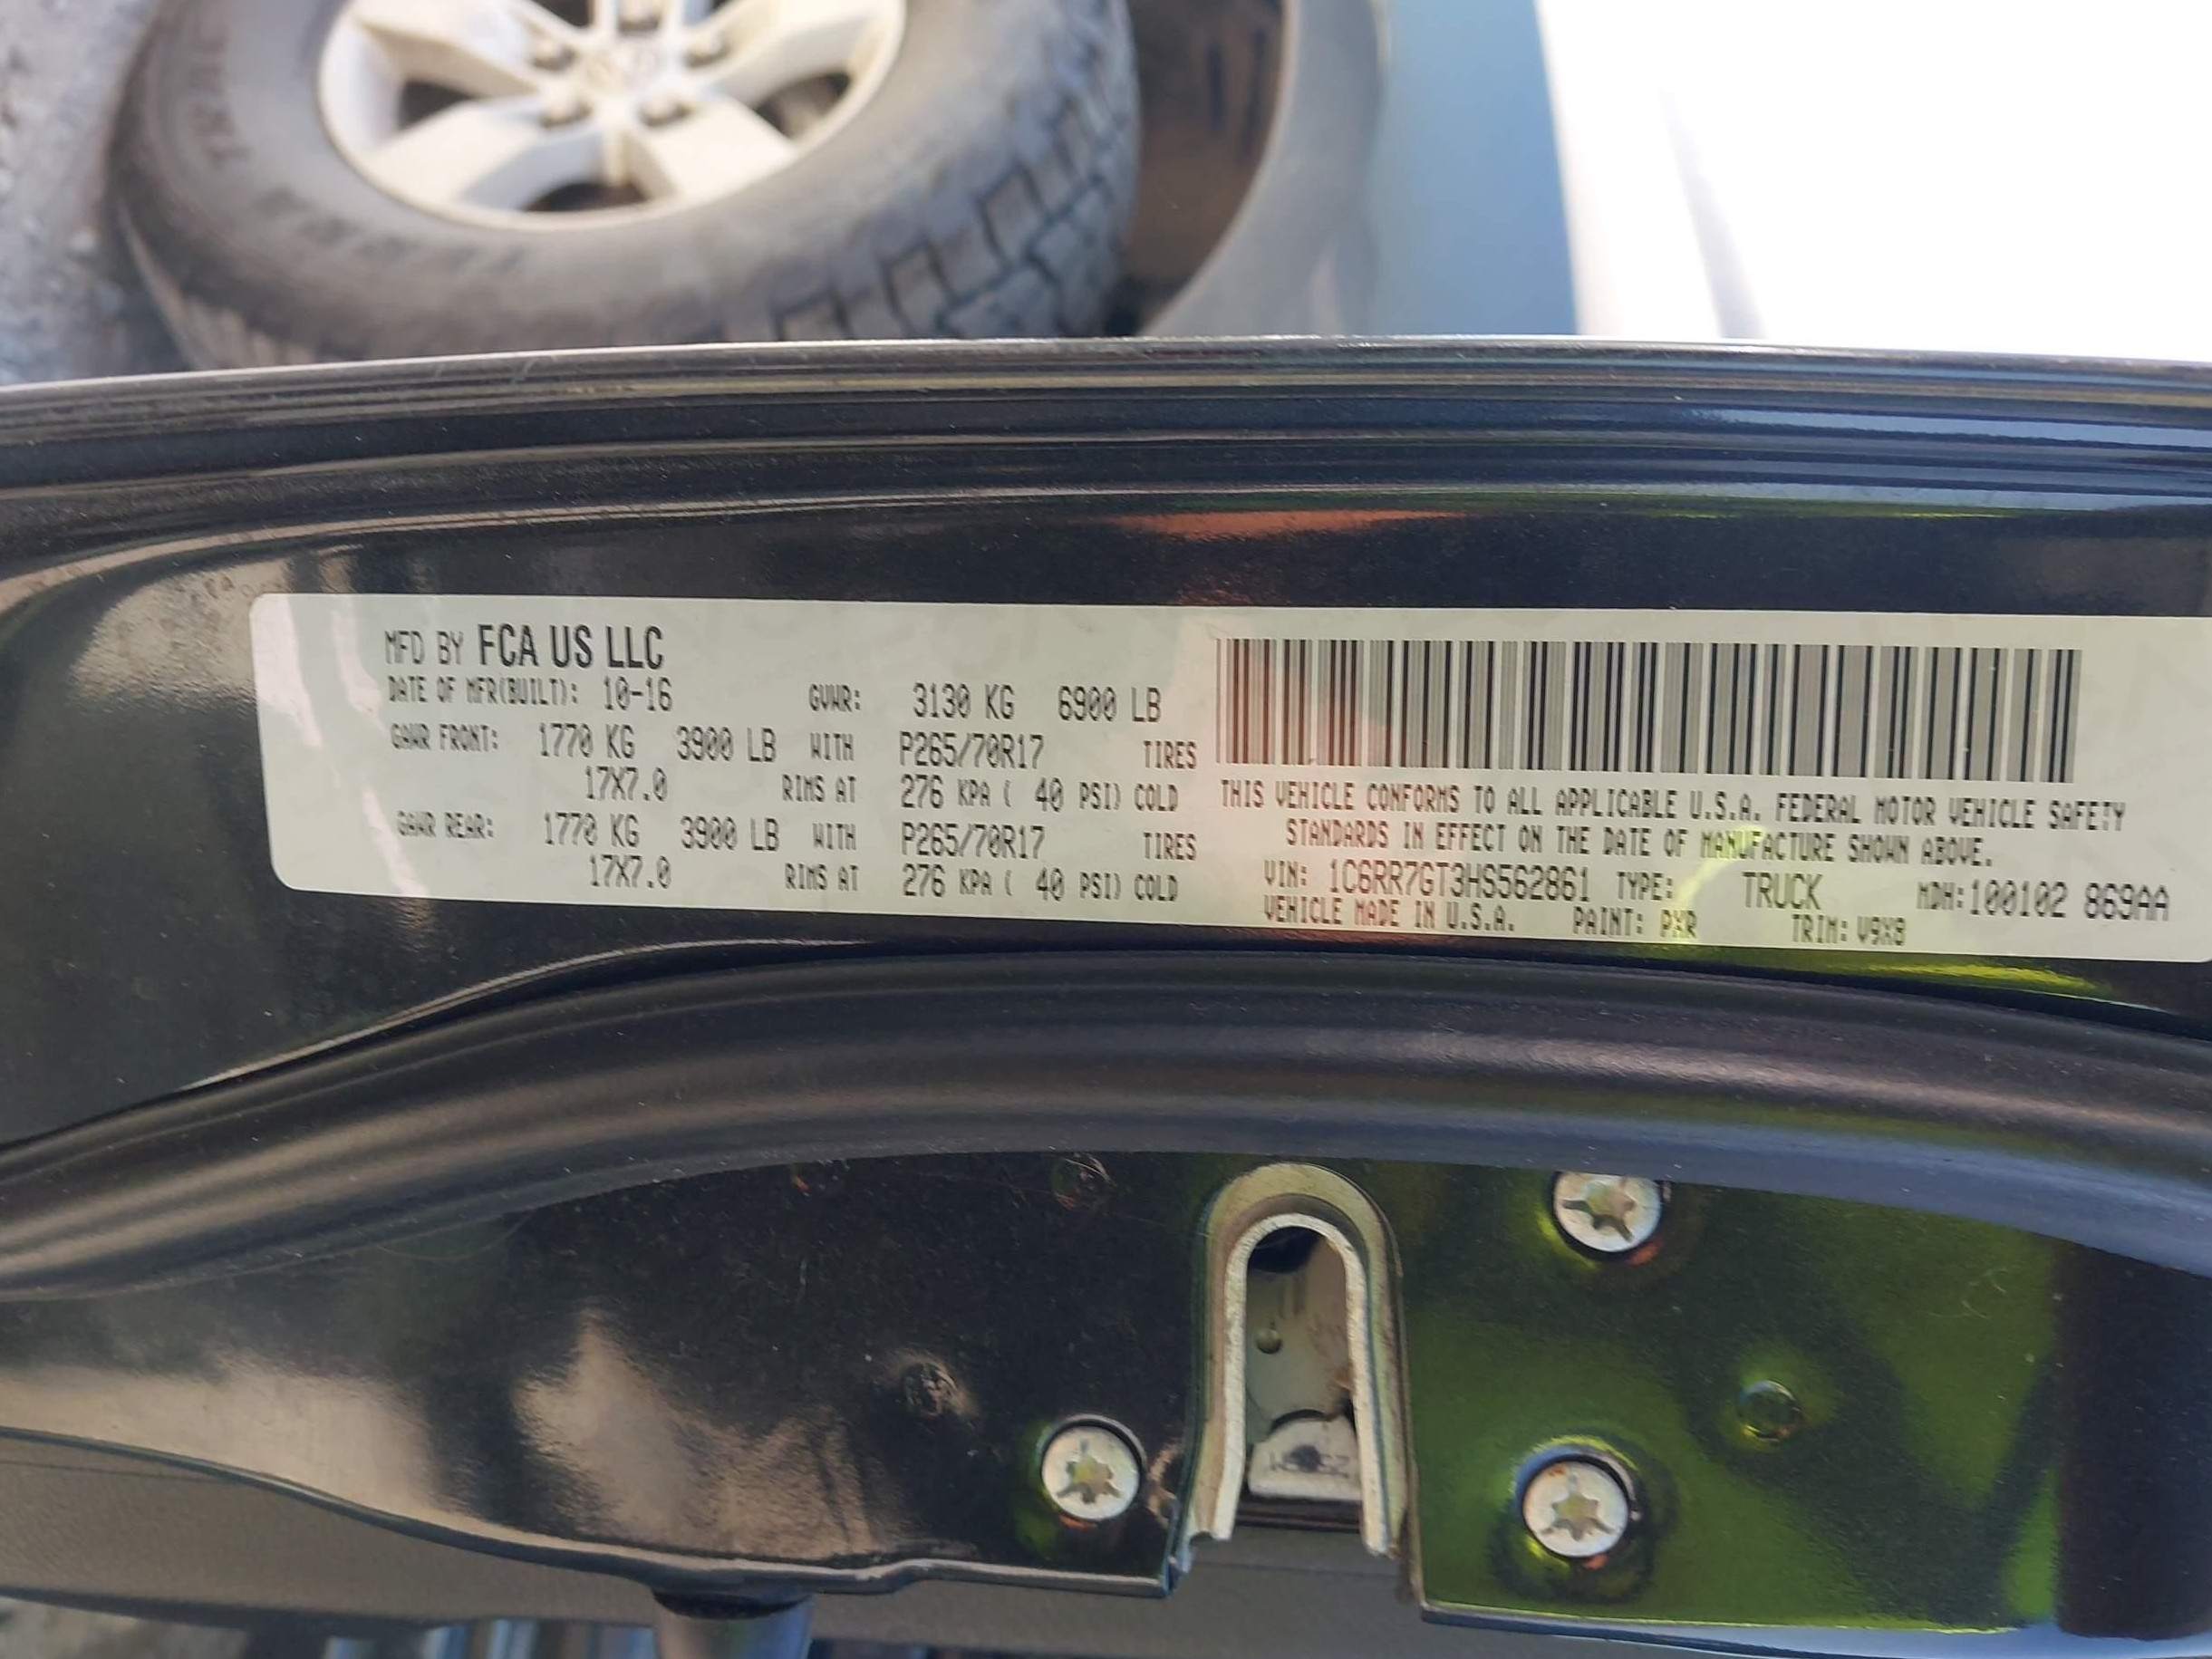 MFD BY FCA US LLC
DATE OF MFR(BUILT): 10-16 GVWR: 3130 KG 6900 LB
GAWR FRONT: 1770 KG 3900 LB WITH P265/70R17 TIRES
17X7.0 RIMS AT 276 KPA ( 40 PSI) COLD
GAWR REAR: 1770 KG 3900 LB WITH P265/70R17 TIRES
17X7.0 RIMS AT 276 KPA ( 40 PSI) COLD
THIS VEHICLE CONFORMS TO ALL APPLICABLE U.S.A. FEDERAL MOTOR VEHICLE SAFETY
STANDARDS IN EFFECT ON THE DATE OF MANUFACTURE SHOWN ABOVE.
VIN: 1C6RR7GT3HS562861 TYPE: TRUCK MDH:100102 869AA
VEHICLE MADE IN U.S.A. PAINT: PXR TRIM: V9X8